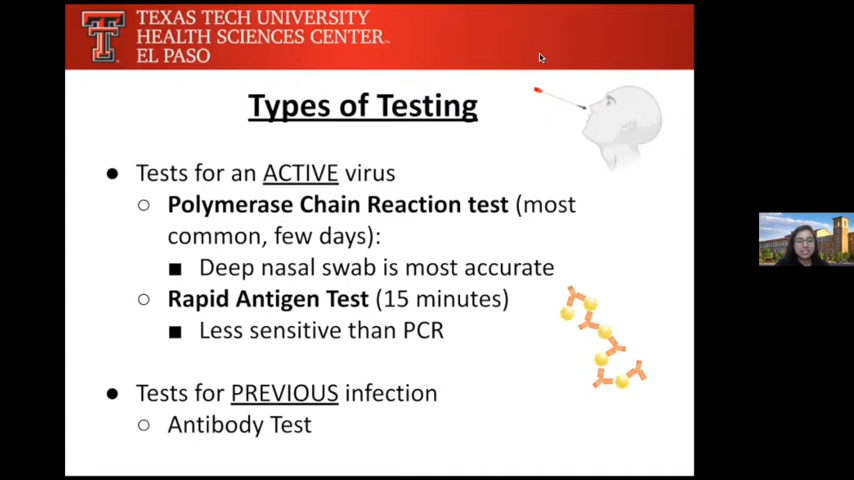 TEXAS TECH UNIVERSITY
HEALTH SCIENCES CENTER™
EL PASO
Types of Testing
● Tests for an ACTIVE virus
○ Polymerase Chain Reaction test (most
common, few days):
■ Deep nasal swab is most accurate
○ Rapid Antigen Test (15 minutes)
■ Less sensitive than PCR
● Tests for PREVIOUS infection
○ Antibody Test